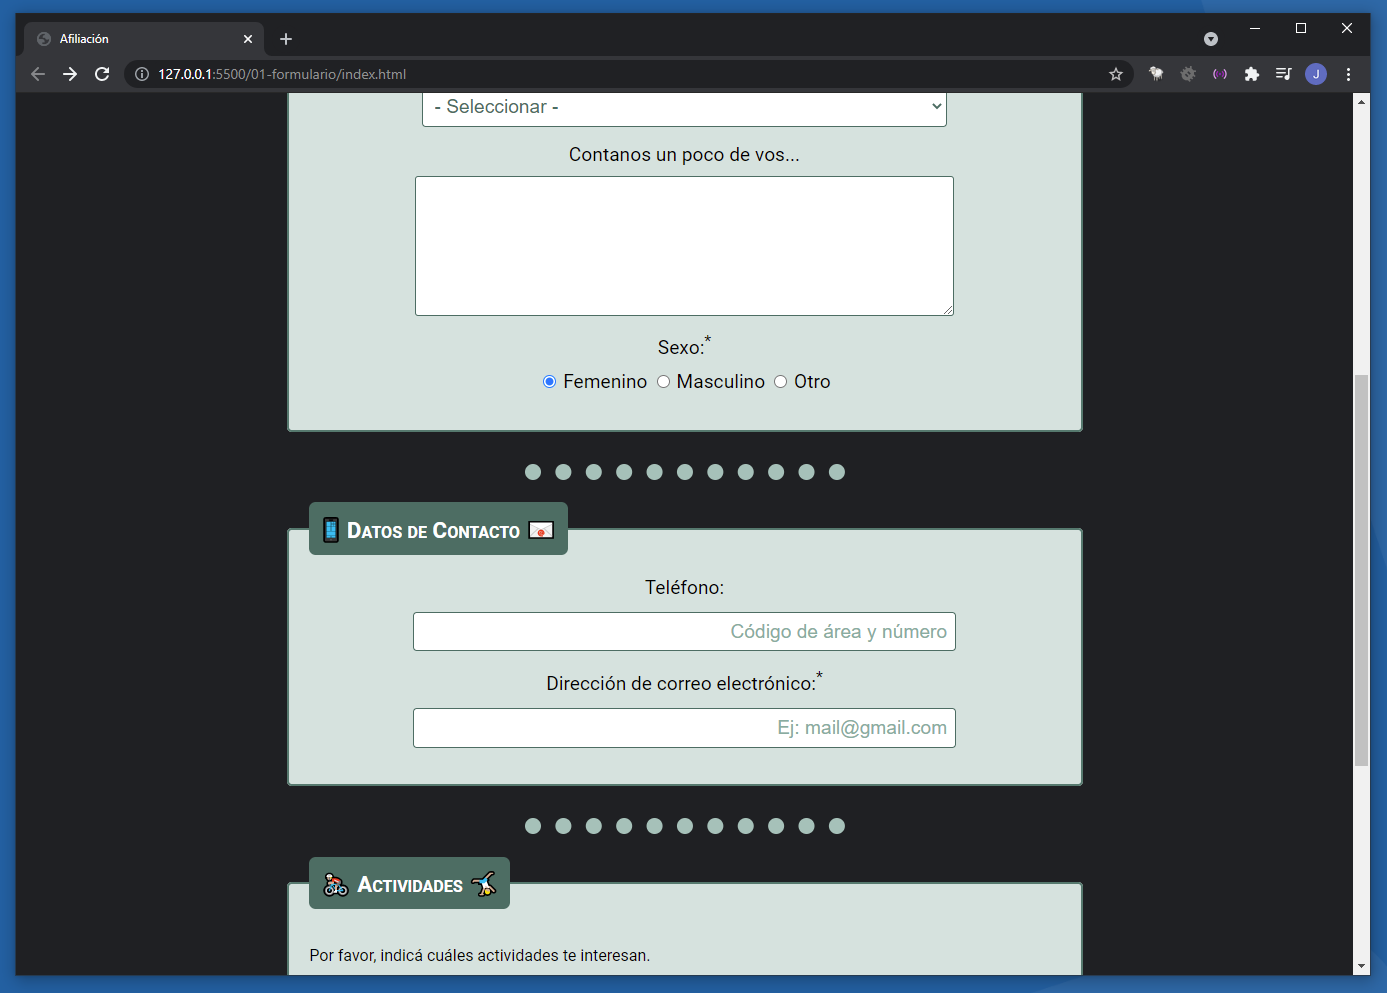 Afiliación
127.0.0.1:5500/01-formulario/index.html
J
- Seleccionar -
Contanos un poco de vos...
Sexo:*
Femenino Masculino Otro
Datos de Contacto
Teléfono:
Código de área y número
Dirección de correo electrónico:*
Ej: mail@gmail.com
Actividades
Por favor, indicá cuáles actividades te interesan.